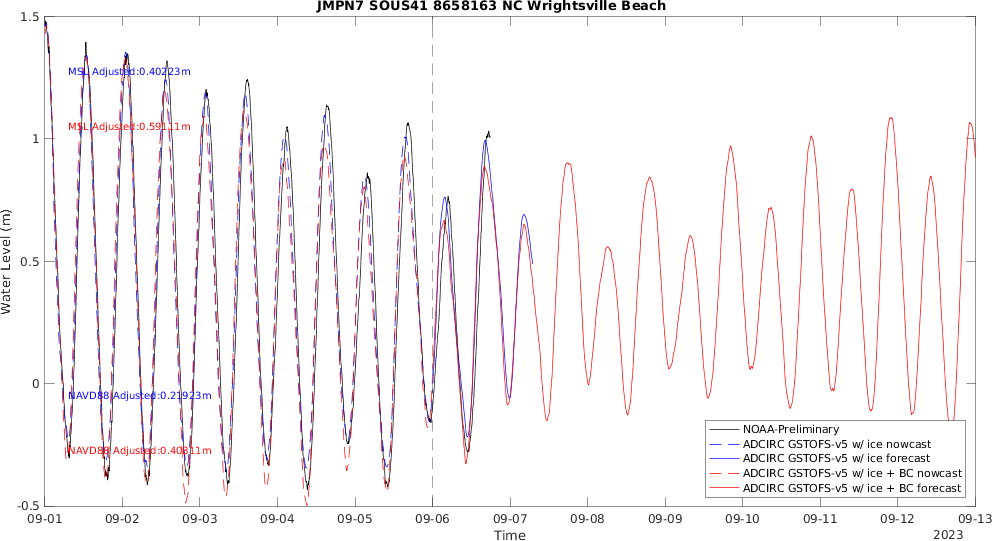 JMPN7 SOUS41 8658163 NC Wrightsville Beach
1.5
1
0.5
0
-0.5
Water Level (m)
MSL Adjusted:0.40223m
MSL Adjusted:0.59111m
NAVD88 Adjusted:0.21923m
NAVD88 Adjusted:0.40811m
NOAA-Preliminary
ADCIRC GSTOFS-v5 w/ ice nowcast
ADCIRC GSTOFS-v5 w/ ice forecast
ADCIRC GSTOFS-v5 w/ ice + BC nowcast
ADCIRC GSTOFS-v5 w/ ice + BC forecast
09-01 09-02 09-03 09-04 09-05 09-06 09-07 09-08 09-09 09-10 09-11 09-12 09-13
Time
2023